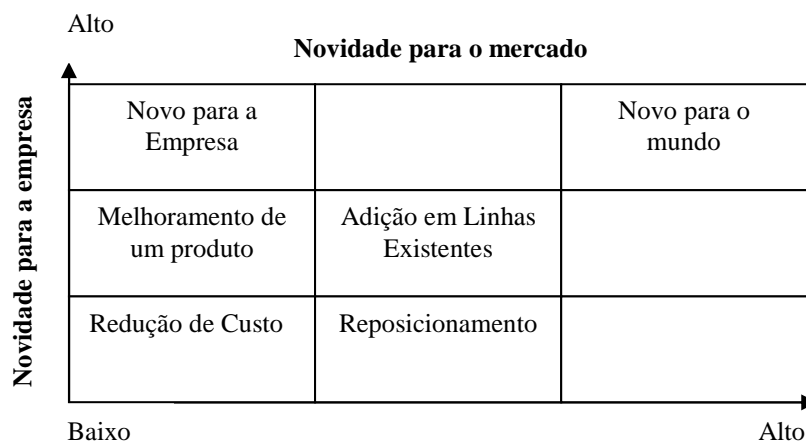 Alto
Novidade para o mercado
Novidade para a empresa
Novo para a
Empresa
Novo para o
mundo
Melhoramento de
um produto
Adição em Linhas
Existentes
Redução de Custo
Reposicionamento
Baixo
Alto